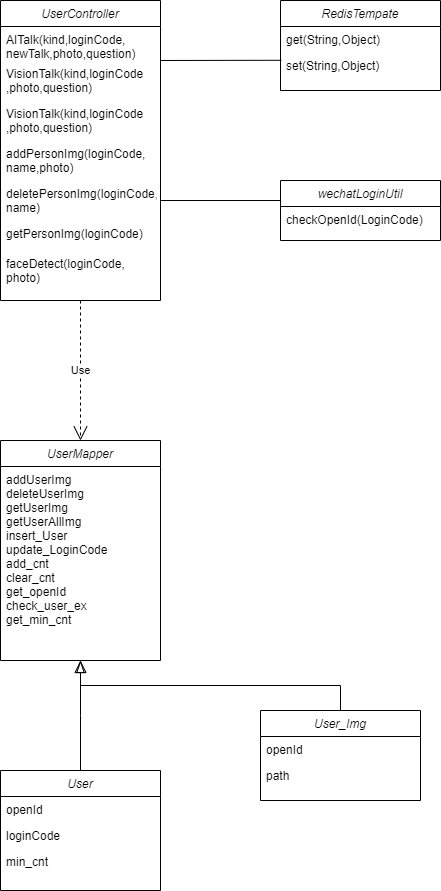 UserController
AITalk(kind,loginCode,
newTalk,photo,question)
VisionTalk(kind,loginCode
,photo,question)
VisionTalk(kind,loginCode
,photo,question)
addPersonImg(loginCode,
name,photo)
deletePersonImg(loginCode,
name)
getPersonImg(loginCode)
faceDetect(loginCode,
photo)
RedisTempate
get(String,Object)
set(String,Object)
wechatLoginUtil
checkOpenId(LoginCode)
Use
UserMapper
addUserImg
deleteUserImg
getUserImg
getUserAllImg
insert_User
update_LoginCode
add_cnt
clear_cnt
get_openId
check_user_ex
get_min_cnt
User_Img
openId
path
User
openId
loginCode
min_cnt